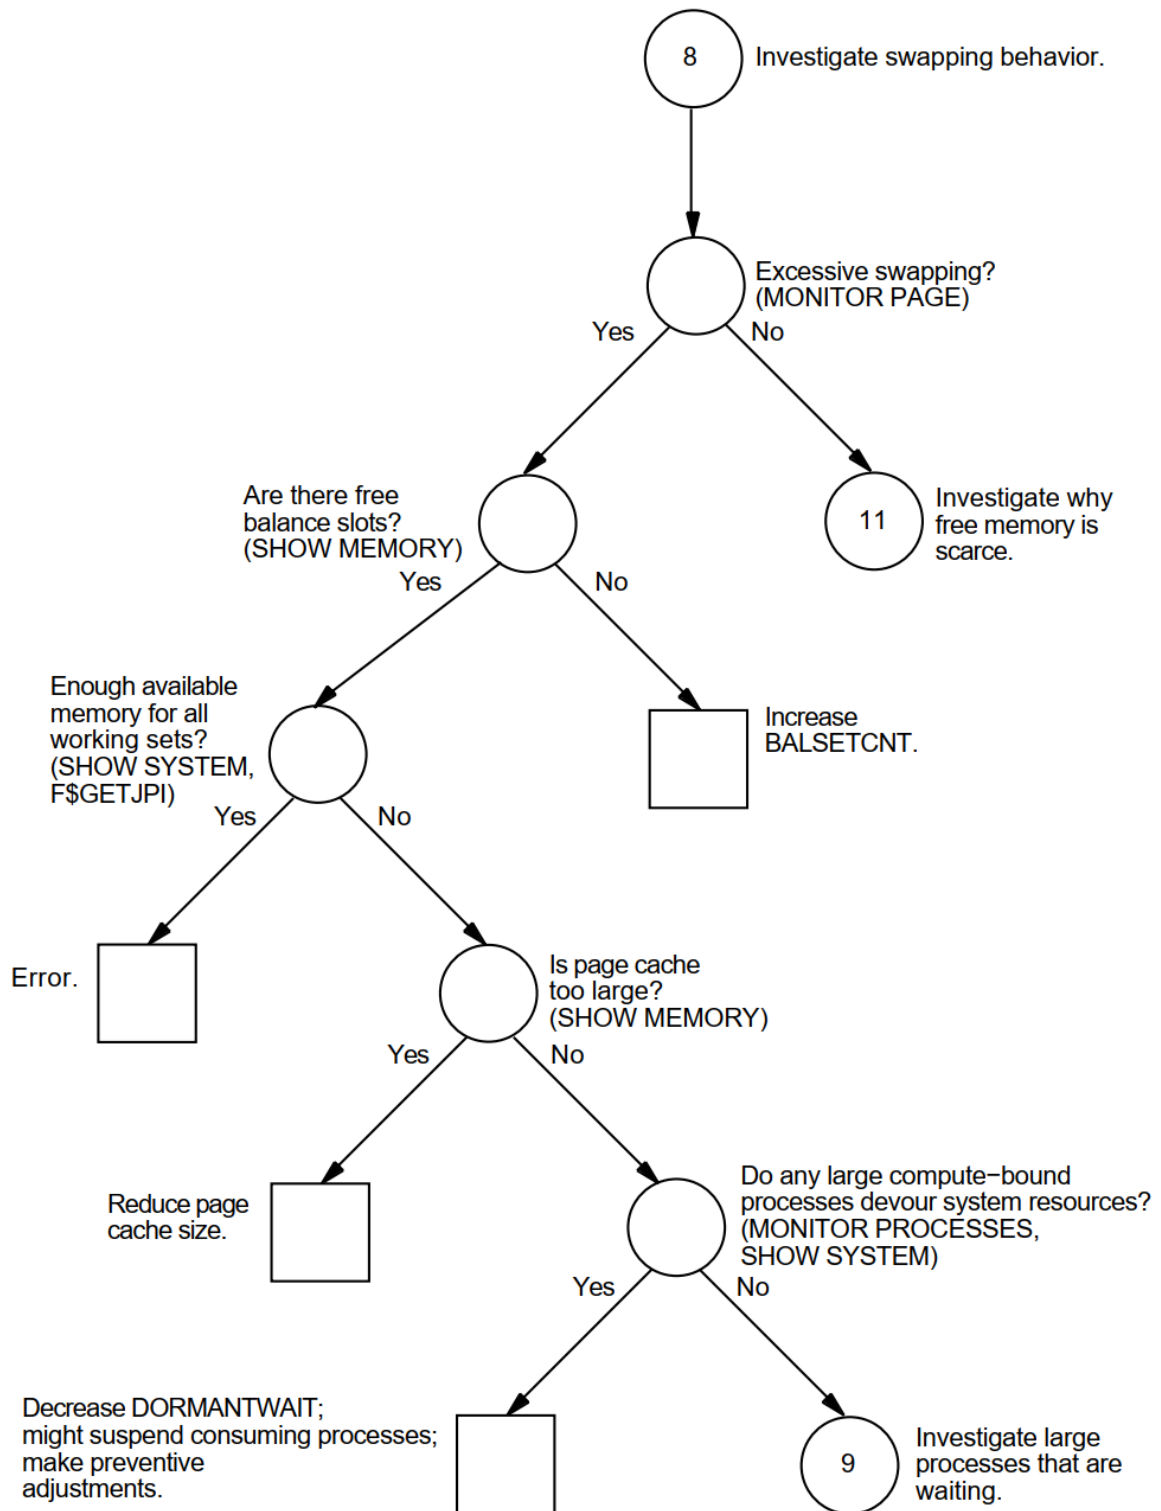 8
Investigate swapping behavior.
Excessive swapping?
(MONITOR PAGE)
Yes
No
Are there free
balance slots?
(SHOW MEMORY)
11
Investigate why
free memory is
scarce.
Yes
No
Enough available
memory for all
working sets?
(SHOW SYSTEM,
F$GETJPI)
Increase
BALSETCNT.
Yes
No
Error.
Is page cache
too large?
(SHOW MEMORY)
Yes
No
Reduce page
cache size.
Do any large compute−bound
processes devour system resources?
(MONITOR PROCESSES,
SHOW SYSTEM)
Yes
No
Decrease DORMANTWAIT;
might suspend consuming processes;
make preventive
adjustments.
9
Investigate large
processes that are
waiting.